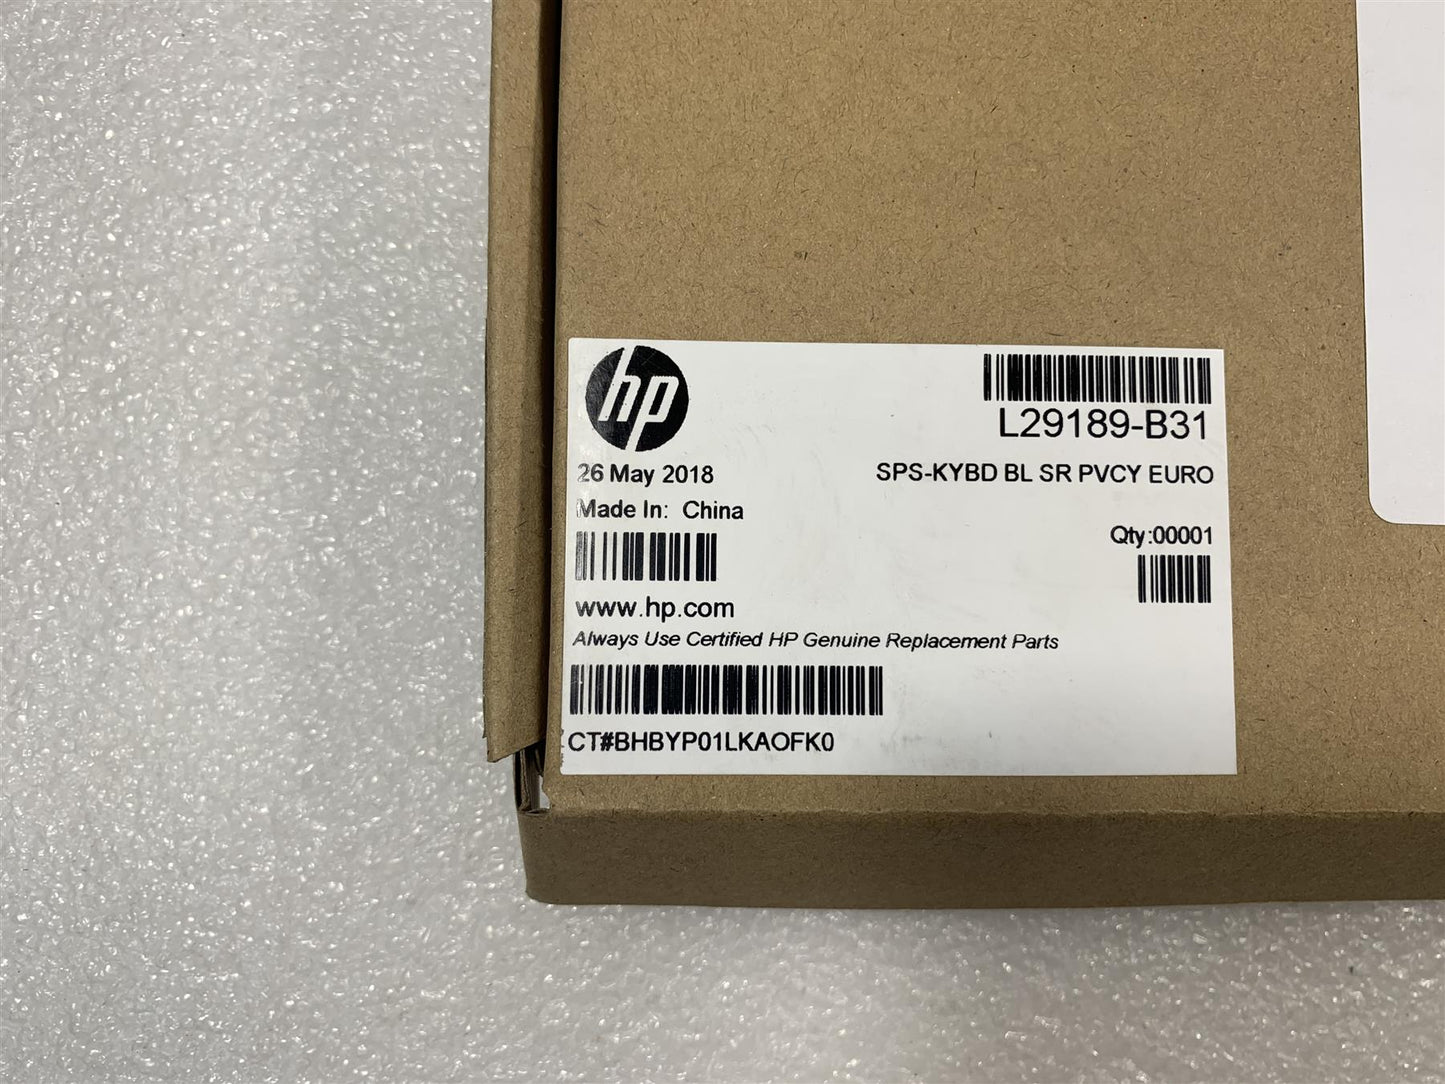 hp
L29189-B31
26 May 2018
SPS-KYBD BL SR PVCY EURO
Made In: China
Qty:00001
www.hp.com
Always Use Certified HP Genuine Replacement Parts
CT#BHBYP01LKAOFK0